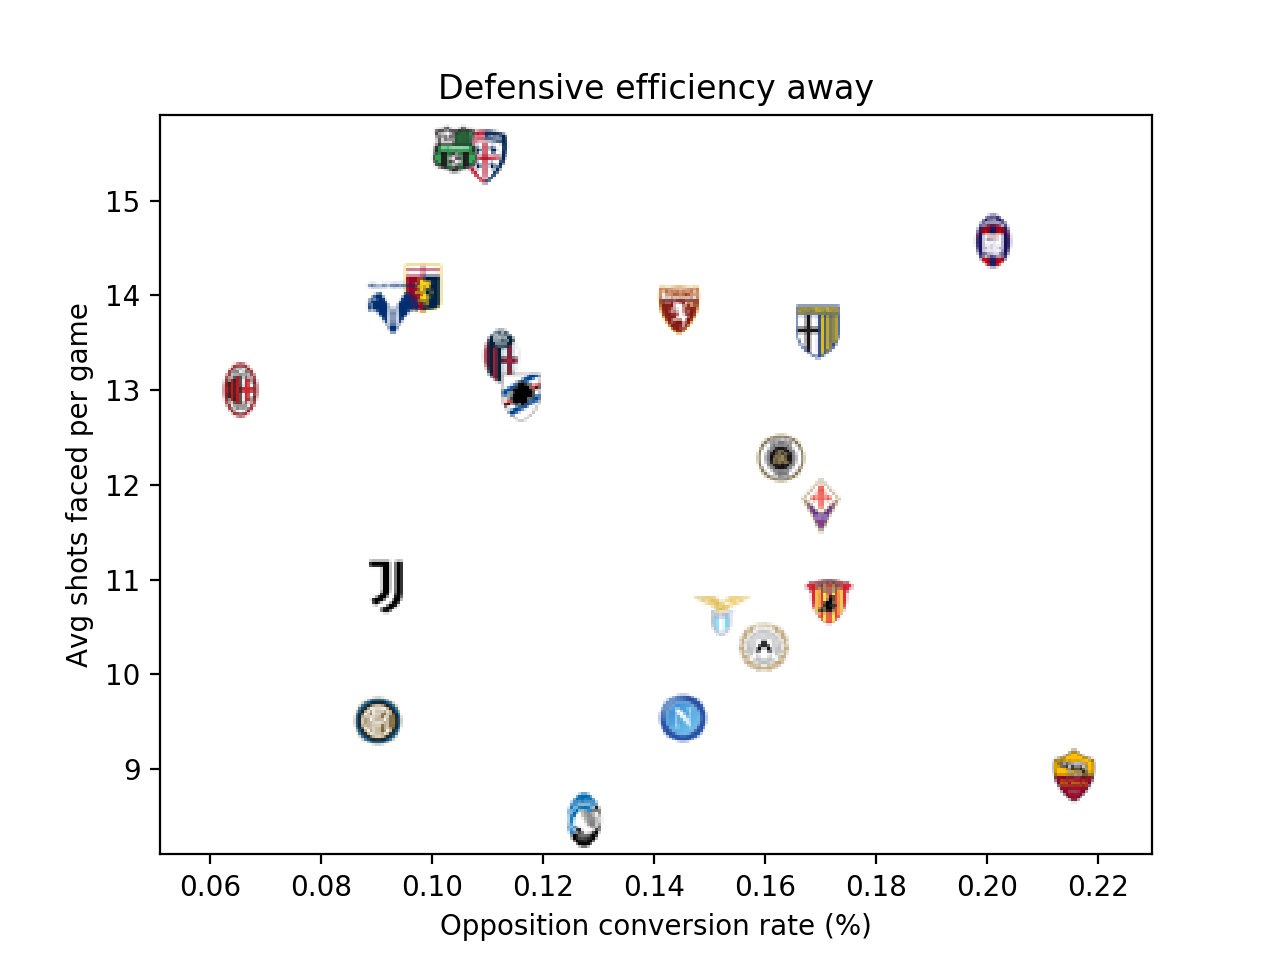 Defensive efficiency away
Avg shots faced per game
15
14
13
12
11
10
9
0.06 0.08 0.10 0.12 0.14 0.16 0.18 0.20 0.22
Opposition conversion rate (%)